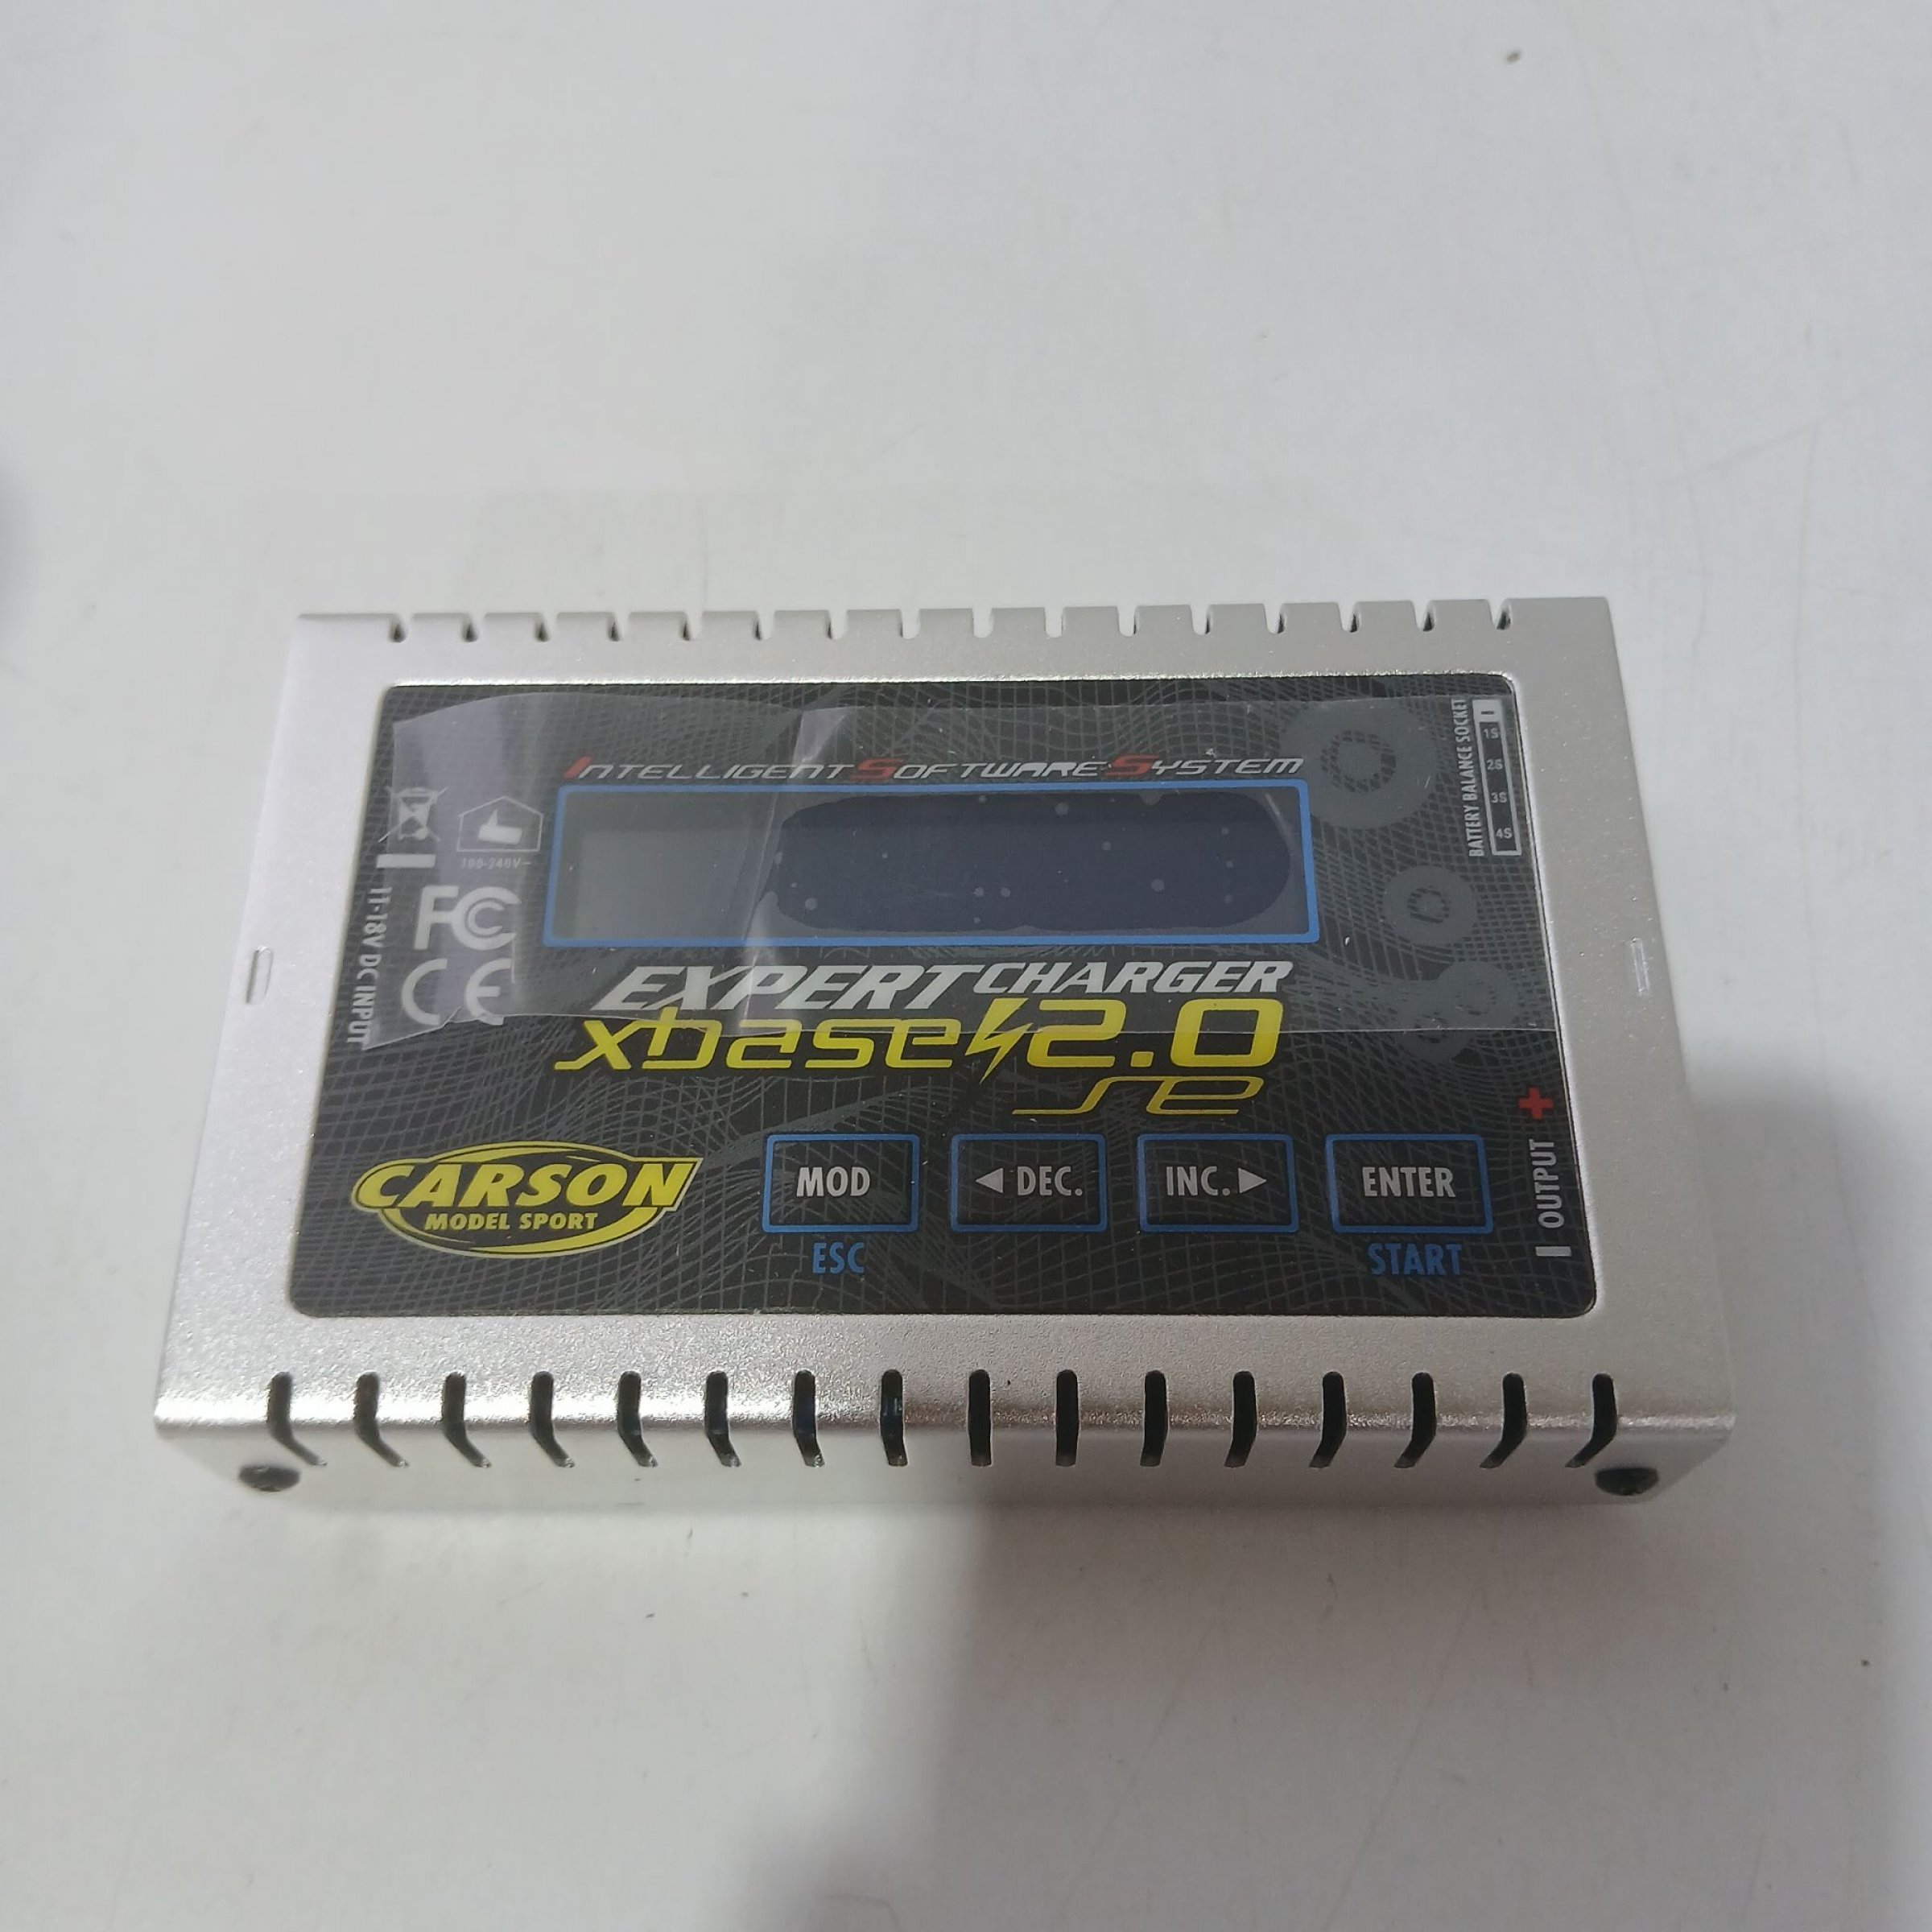 INTELLIGENT SOFTWARE SYSTEM
100-240V~
11-18V DC INPUT
FC
CE
BATTERY BALANCE SOCKET
1S
2S
3S
4S
EXPERT CHARGER
xbase 2.0
se
CARSON
MODEL SPORT
MOD
◀ DEC.
INC. ▶
ENTER
ESC
START
+
OUTPUT
-